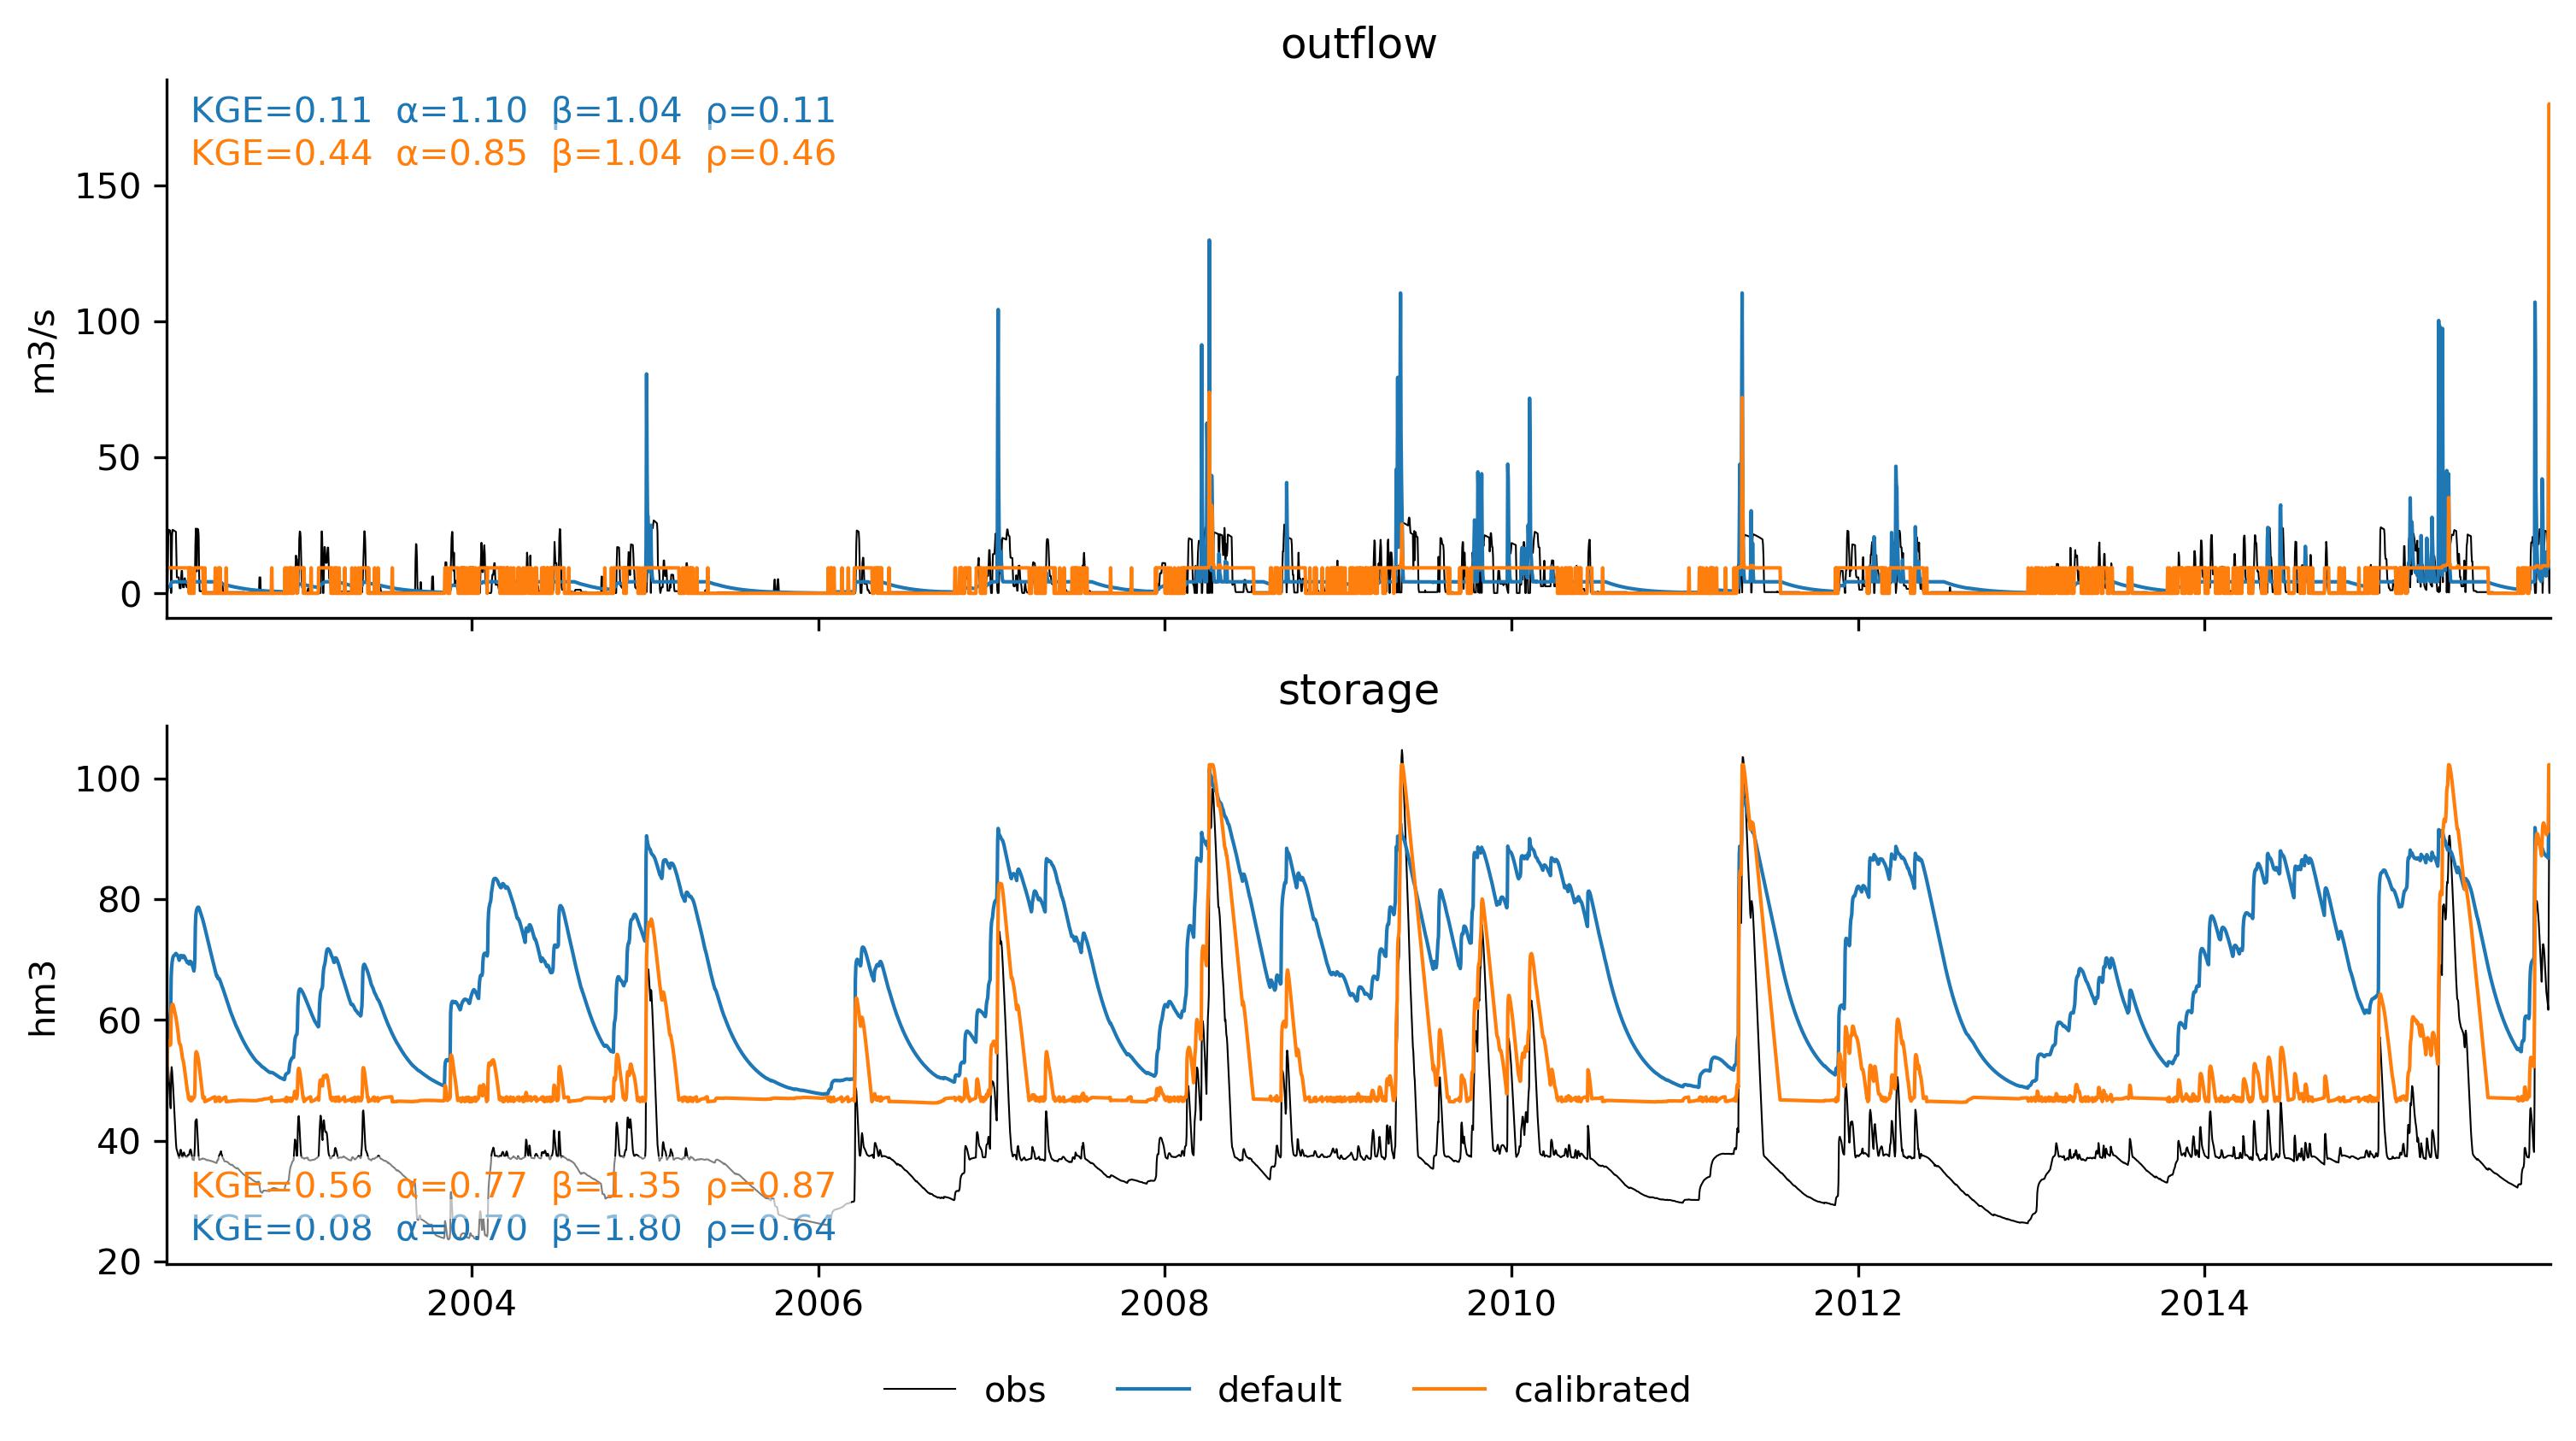 outflow
KGE=0.11 α=1.10 β=1.04 ρ=0.11
KGE=0.44 α=0.85 β=1.04 ρ=0.46
m3/s
150
100
50
0
storage
hm3
100
80
60
40
20
KGE=0.56 α=0.77 β=1.35 ρ=0.87
KGE=0.08 α=0.70 β=1.80 ρ=0.64
2004 2006 2008 2010 2012 2014
obs default calibrated